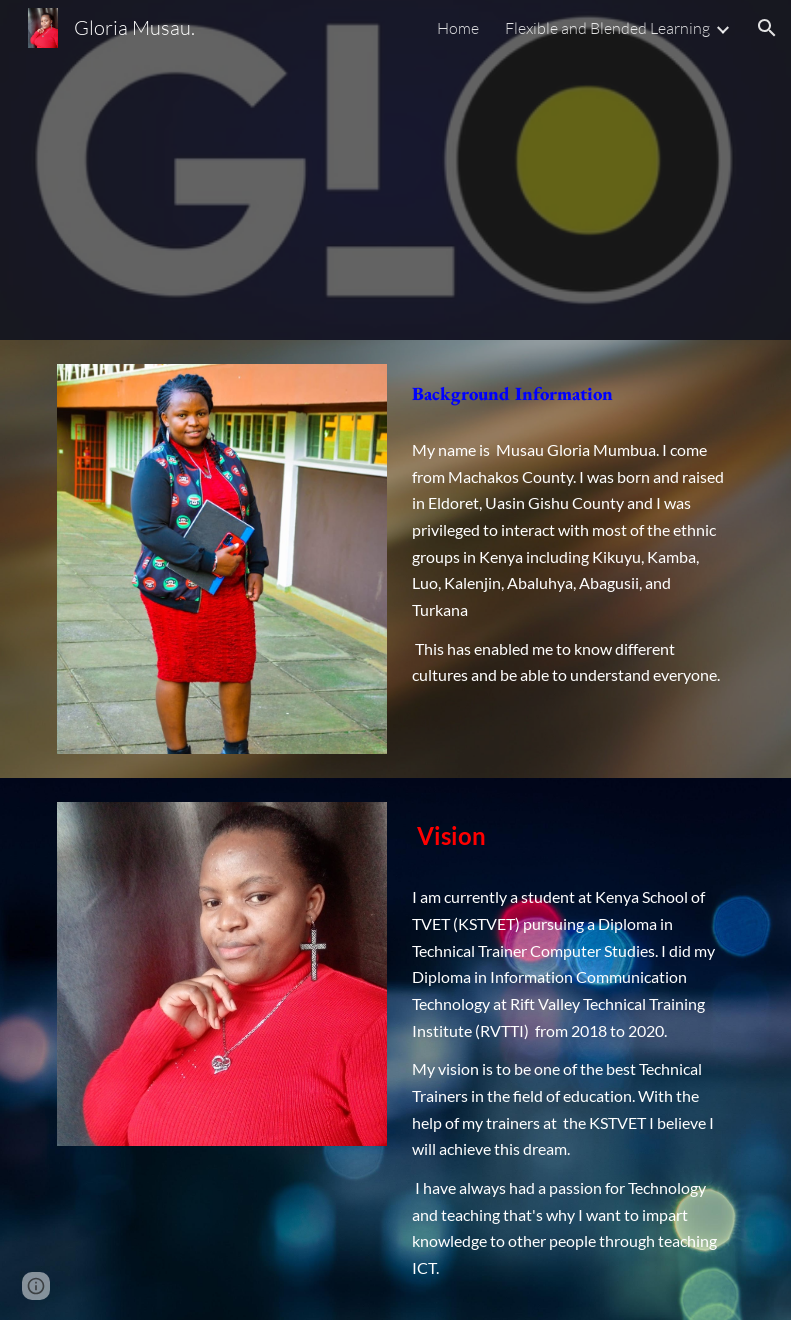 Gloria Musau.
Home
Flexible and Blended Learning
GLO
Background Information
My name is  Musau Gloria Mumbua. I come
from Machakos County. I was born and raised
in Eldoret, Uasin Gishu County and I was
privileged to interact with most of the ethnic
groups in Kenya including Kikuyu, Kamba,
Luo, Kalenjin, Abaluhya, Abagusii, and
Turkana
This has enabled me to know different
cultures and be able to understand everyone.
Vision
I am currently a student at Kenya School of
TVET (KSTVET) pursuing a Diploma in
Technical Trainer Computer Studies. I did my
Diploma in Information Communication
Technology at Rift Valley Technical Training
Institute (RVTTI)  from 2018 to 2020.
My vision is to be one of the best Technical
Trainers in the field of education. With the
help of my trainers at  the KSTVET I believe I
will achieve this dream.
I have always had a passion for Technology
and teaching that's why I want to impart
knowledge to other people through teaching
ICT.